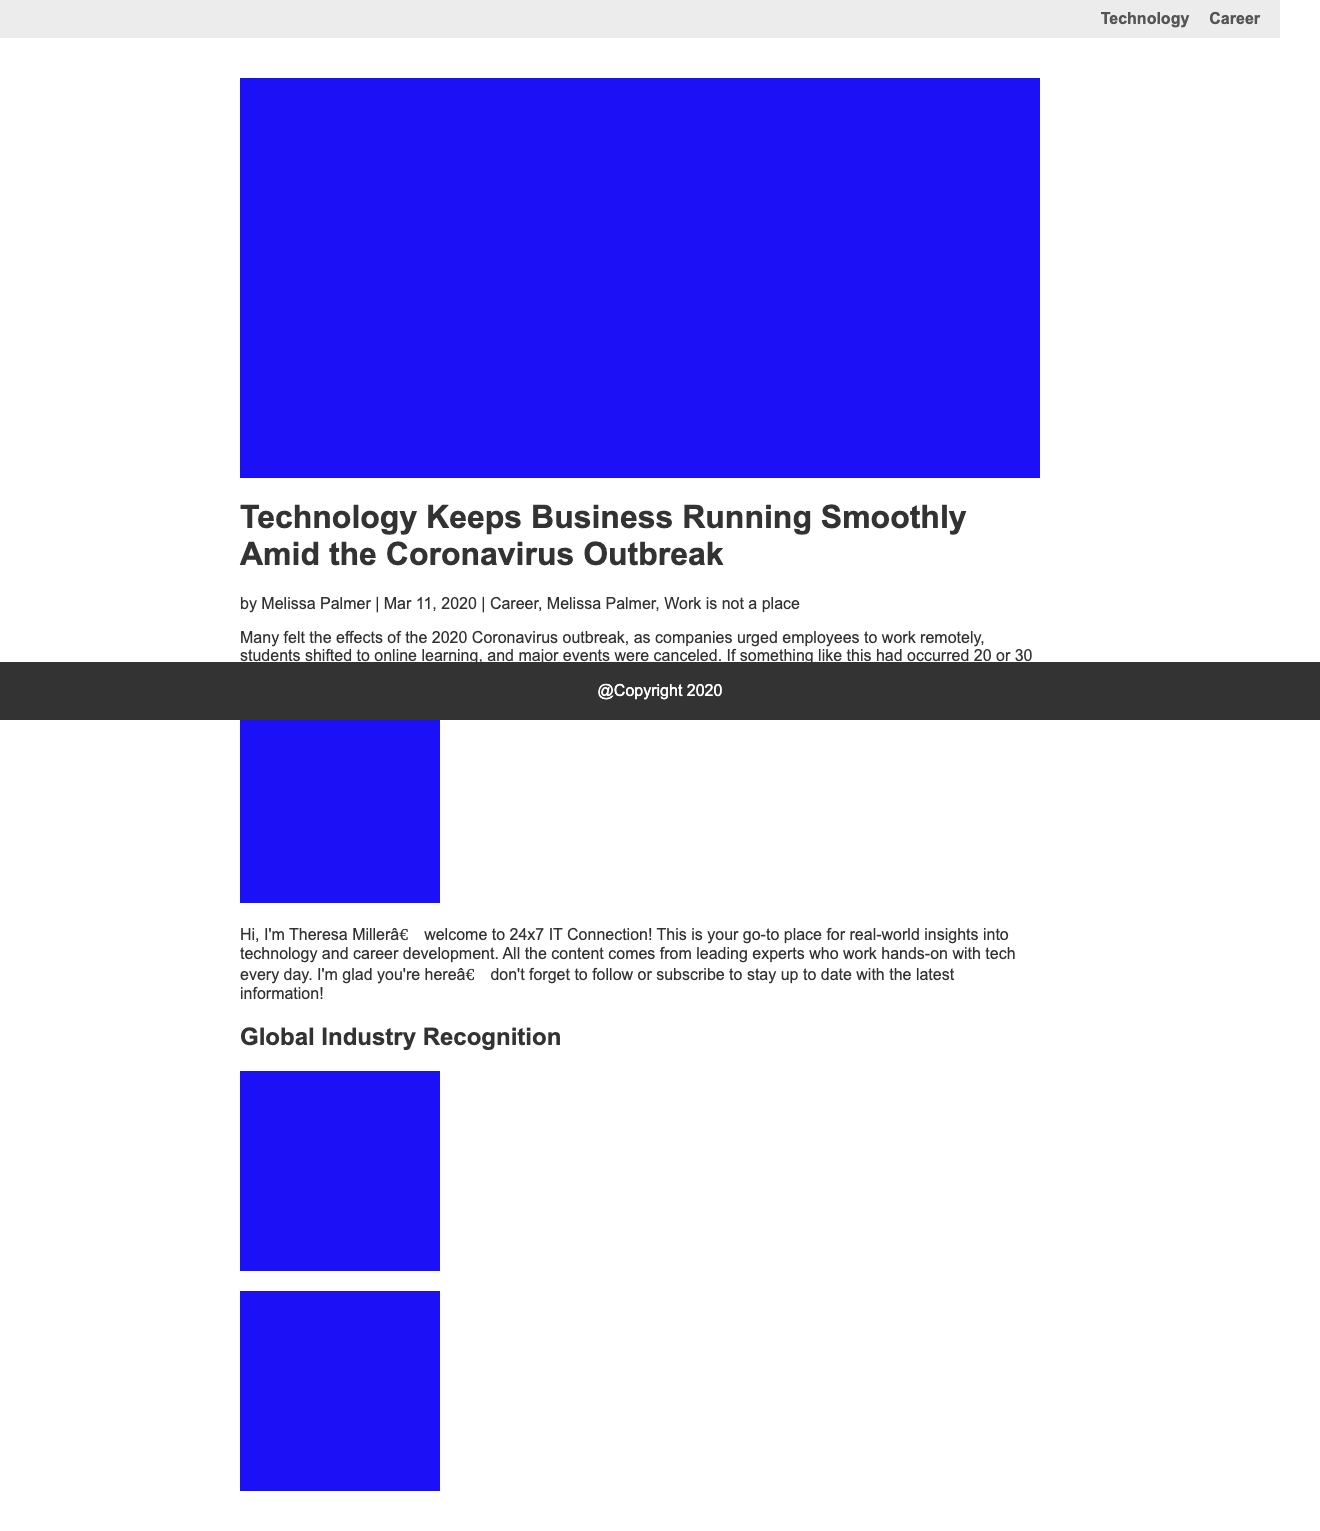 Technology Career
Technology Keeps Business Running Smoothly
Amid the Coronavirus Outbreak
by Melissa Palmer | Mar 11, 2020 | Career, Melissa Palmer, Work is not a place
Many felt the effects of the 2020 Coronavirus outbreak, as companies urged employees to work remotely,
students shifted to online learning, and major events were canceled. If something like this had occurred 20 or 30
@Copyright 2020
Hi, I'm Theresa Millerâ€ welcome to 24x7 IT Connection! This is your go-to place for real-world insights into
technology and career development. All the content comes from leading experts who work hands-on with tech
every day. I'm glad you're hereâ€ don't forget to follow or subscribe to stay up to date with the latest
information!
Global Industry Recognition